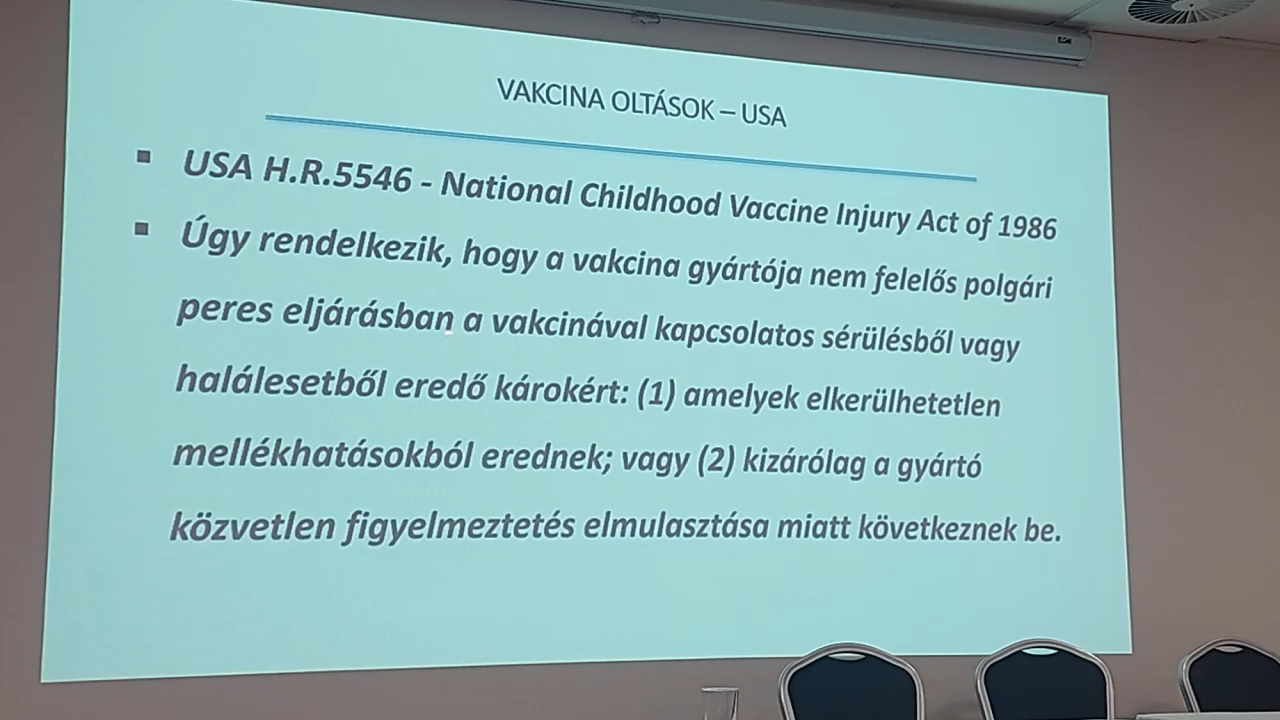 VAKCINA OLTÁSOK – USA
▪ USA H.R.5546 - National Childhood Vaccine Injury Act of 1986
▪ Úgy rendelkezik, hogy a vakcina gyártója nem felelős polgári
peres eljárásban a vakcinával kapcsolatos sérülésből vagy
halálesetből eredő károkért: (1) amelyek elkerülhetetlen
mellékhatásokból erednek; vagy (2) kizárólag a gyártó
közvetlen figyelmeztetés elmulasztása miatt következnek be.